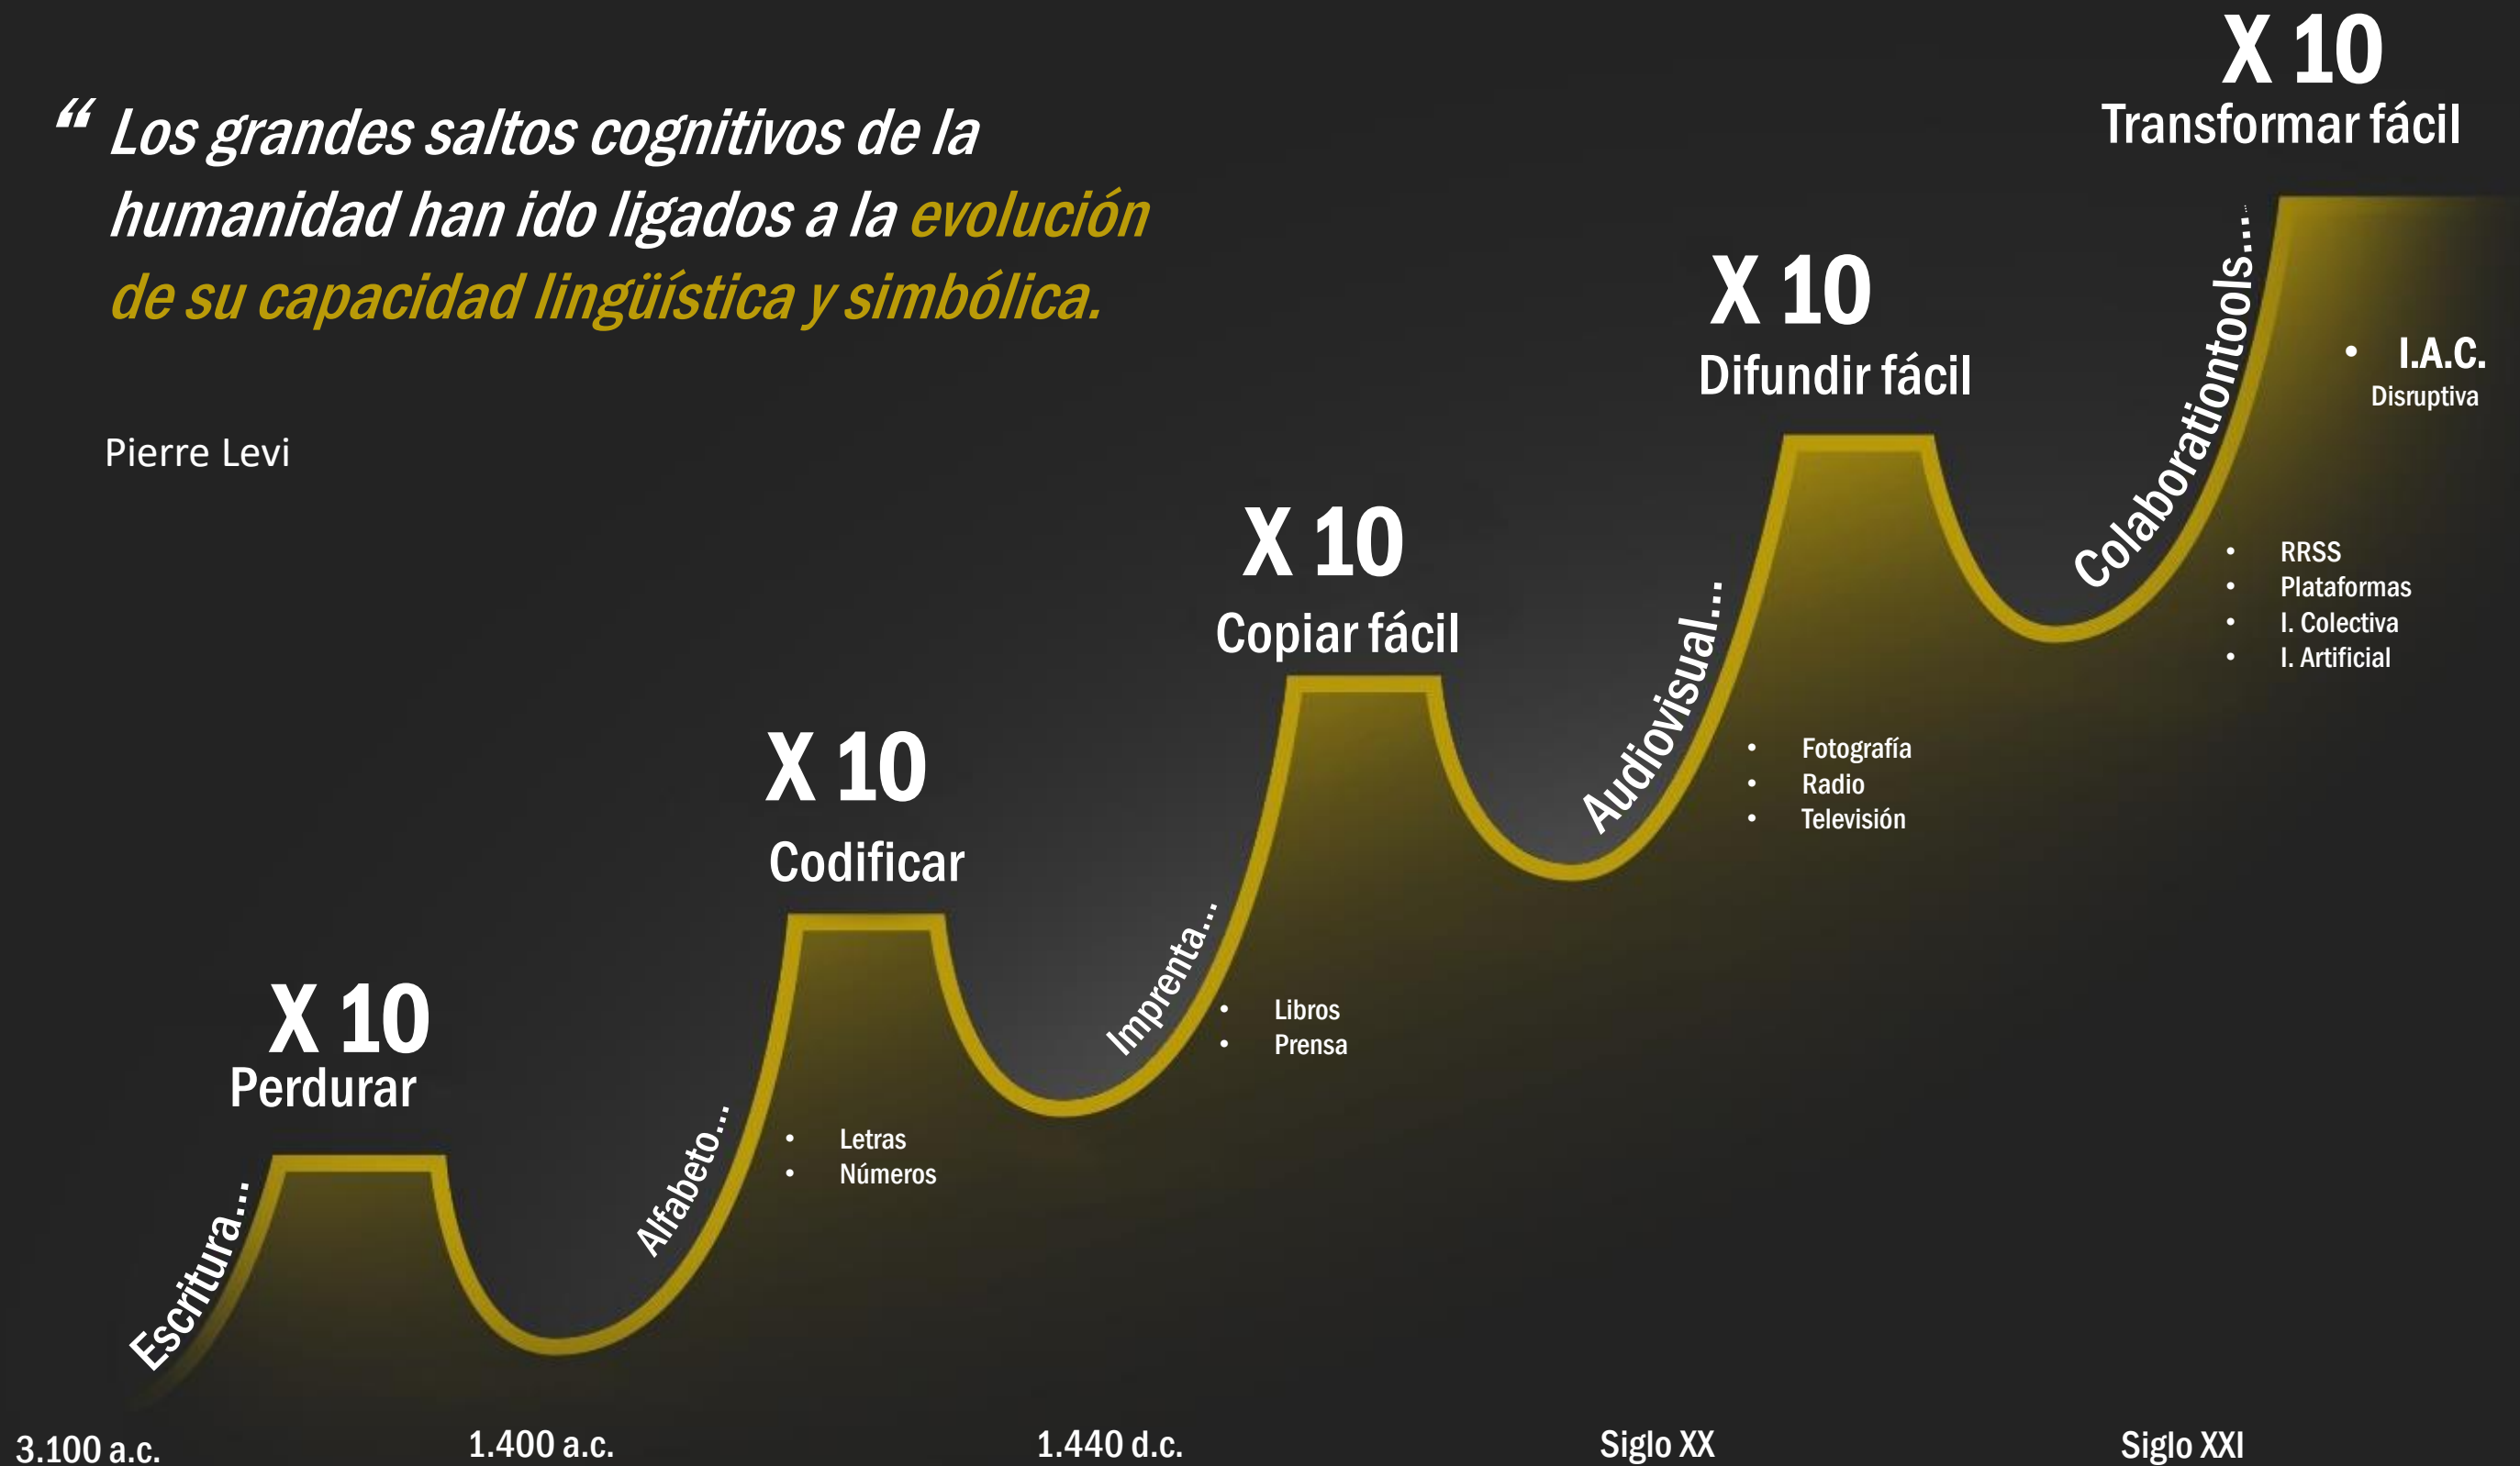 “ Los grandes saltos cognitivos de la
humanidad han ido ligados a la evolución
de su capacidad lingüística y simbólica.
Pierre Levi
X 10
Perdurar
Escritura...
X 10
Codificar
Alfabeto...
• Letras
• Números
X 10
Copiar fácil
Imprenta...
• Libros
• Prensa
X 10
Difundir fácil
Audiovisual...
• Fotografía
• Radio
• Televisión
X 10
Transformar fácil
Colaborationtools...
• I.A.C.
Disruptiva
• RRSS
• Plataformas
• I. Colectiva
• I. Artificial
3.100 a.c.
1.400 a.c.
1.440 d.c.
Siglo XX
Siglo XXI